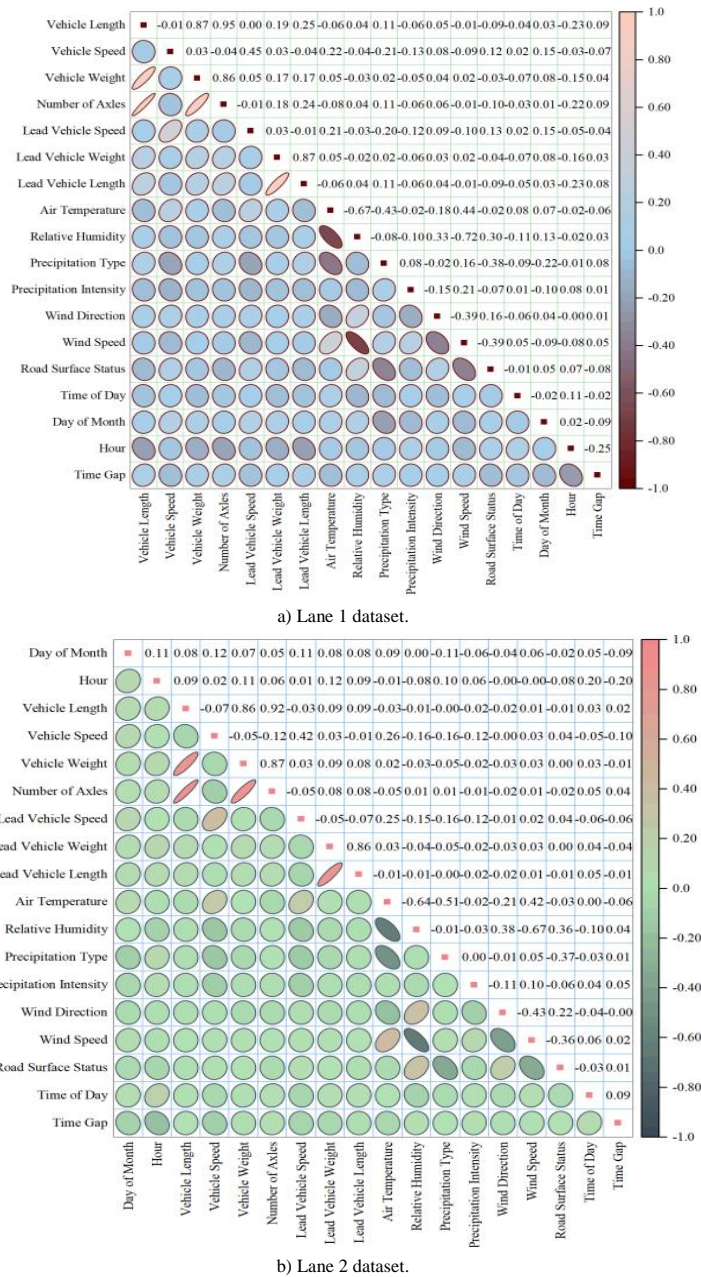 Vehicle Length -0.01 0.87 0.95 0.00 0.19 0.25 -0.06 0.04 0.11 -0.06 0.05 -0.01 -0.08 0.04 0.03 -0.23 0.09
Vehicle Speed 0.03 -0.04 0.45 0.03 -0.04 0.22 -0.04 -0.21 -0.13 0.08 -0.09 0.12 0.02 0.15 -0.03 -0.07
Vehicle Weight 0.86 0.05 0.17 0.17 0.05 -0.03 0.02 -0.05 0.04 0.02 -0.03 -0.07 0.08 -0.15 0.04
Number of Axles -0.01 0.18 0.24 -0.08 0.04 0.11 -0.06 0.06 -0.01 -0.10 -0.03 0.01 -0.22 0.09
Lead Vehicle Speed 0.03 -0.01 0.21 -0.03 -0.20 -0.12 0.09 -0.10 0.13 0.02 0.15 -0.05 -0.04
Lead Vehicle Weight 0.87 0.05 -0.02 0.02 -0.06 0.03 0.02 -0.04 -0.07 0.08 -0.16 0.03
Lead Vehicle Length -0.06 0.04 0.11 -0.06 0.04 -0.01 -0.09 -0.05 0.03 -0.23 0.08
Air Temperature -0.67 -0.43 -0.02 -0.18 0.44 -0.02 0.08 0.07 -0.02 -0.06
Relative Humidity -0.08 -0.10 0.33 -0.72 0.30 -0.11 0.13 -0.02 0.03
Precipitation Type 0.08 -0.02 0.16 -0.38 -0.09 -0.22 -0.01 0.08
Precipitation Intensity -0.15 0.21 -0.07 0.01 -0.10 0.08 0.01
Wind Direction -0.39 0.16 -0.06 0.04 -0.00 0.01
Wind Speed -0.39 0.05 -0.09 -0.08 0.05
Road Surface Status -0.01 0.05 0.07 -0.08
Time of Day -0.02 0.11 -0.02
Day of Month 0.02 -0.09
Hour -0.25
Time Gap
Vehicle Length
Vehicle Speed
Vehicle Weight
Number of Axles
Lead Vehicle Speed
Lead Vehicle Weight
Lead Vehicle Length
Air Temperature
Relative Humidity
Precipitation Type
Precipitation Intensity
Wind Direction
Wind Speed
Road Surface Status
Time of Day
Day of Month
Hour
Time Gap
1.0
0.80
0.60
0.40
0.20
0.0
-0.20
-0.40
-0.60
-0.80
-1.0
a) Lane 1 dataset.
Day of Month 0.11 0.08 0.12 0.07 0.05 0.11 0.08 0.08 0.09 0.00 -0.11 -0.06 -0.04 0.06 -0.02 0.05 -0.09
Hour 0.09 0.02 0.11 0.06 0.01 0.12 0.09 -0.01 -0.08 0.10 0.06 -0.00 -0.00 -0.08 0.20 -0.20
Vehicle Length -0.07 0.86 0.92 -0.03 0.09 0.09 -0.03 -0.01 -0.00 -0.02 -0.02 0.01 -0.01 0.03 0.02
Vehicle Speed -0.05 -0.12 0.42 0.03 -0.01 0.26 -0.16 -0.16 -0.12 -0.00 0.03 0.04 -0.05 -0.10
Vehicle Weight 0.87 0.03 0.09 0.08 0.02 -0.03 -0.05 -0.02 -0.03 0.03 0.00 0.03 -0.01
Number of Axles -0.05 0.08 0.08 -0.05 0.01 0.01 -0.01 -0.02 0.01 -0.02 0.05 0.04
Lead Vehicle Speed -0.05 -0.07 0.25 -0.15 -0.16 -0.12 -0.01 0.02 0.04 -0.06 -0.06
ead Vehicle Weight 0.86 0.03 -0.04 -0.05 -0.02 -0.03 0.03 0.00 0.04 -0.04
ead Vehicle Length -0.01 -0.01 -0.00 -0.02 -0.02 0.01 -0.01 0.05 -0.01
Air Temperature -0.64 -0.51 -0.02 -0.21 0.42 -0.03 0.00 -0.06
Relative Humidity -0.01 -0.03 0.38 -0.67 0.36 -0.10 0.04
Precipitation Type 0.00 -0.01 0.05 -0.37 -0.03 0.01
ecipitation Intensity -0.11 0.10 -0.06 0.04 0.05
Wind Direction -0.43 0.22 -0.04 -0.00
Wind Speed -0.36 0.06 0.02
Road Surface Status -0.03 0.01
Time of Day 0.09
Time Gap
Day of Month
Hour
Vehicle Length
Vehicle Speed
Vehicle Weight
Number of Axles
Lead Vehicle Speed
Lead Vehicle Weight
Lead Vehicle Length
Air Temperature
Relative Humidity
Precipitation Type
Precipitation Intensity
Wind Direction
Wind Speed
Road Surface Status
Time of Day
Time Gap
1.0
0.80
0.60
0.40
0.20
0.0
-0.20
-0.40
-0.60
-0.80
-1.0
b) Lane 2 dataset.